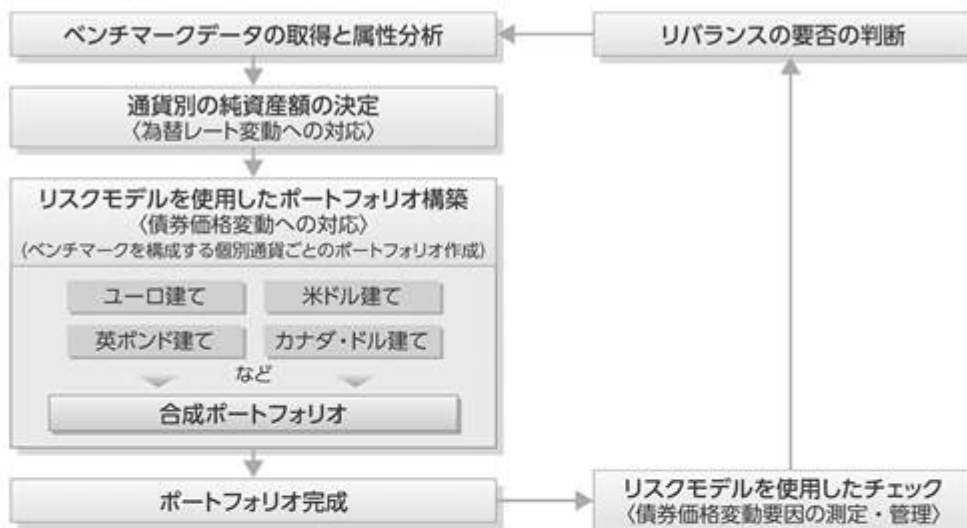 ベンチマークデータの取得と属性分析
リバランスの要否の判断
通貨別の純資産額の決定
〈為替レート変動への対応〉
リスクモデルを使用したポートフォリオ構築
〈債券価格変動への対応〉
(ベンチマークを構成する個別通貨ごとのポートフォリオ作成)
ユーロ建て
米ドル建て
英ポンド建て
カナダ・ドル建て
など
合成ポートフォリオ
ポートフォリオ完成
リスクモデルを使用したチェック
〈債券価格変動要因の測定・管理〉